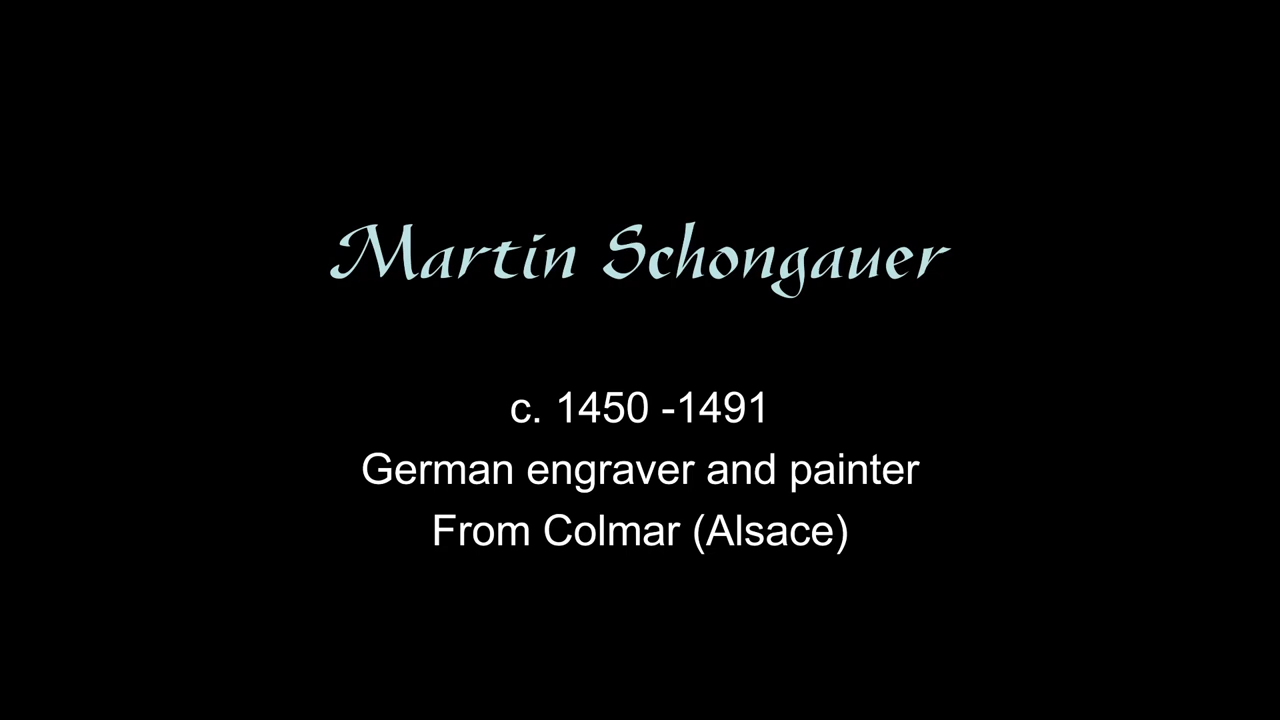 Martin Schongauer
c. 1450 -1491
German engraver and painter
From Colmar (Alsace)